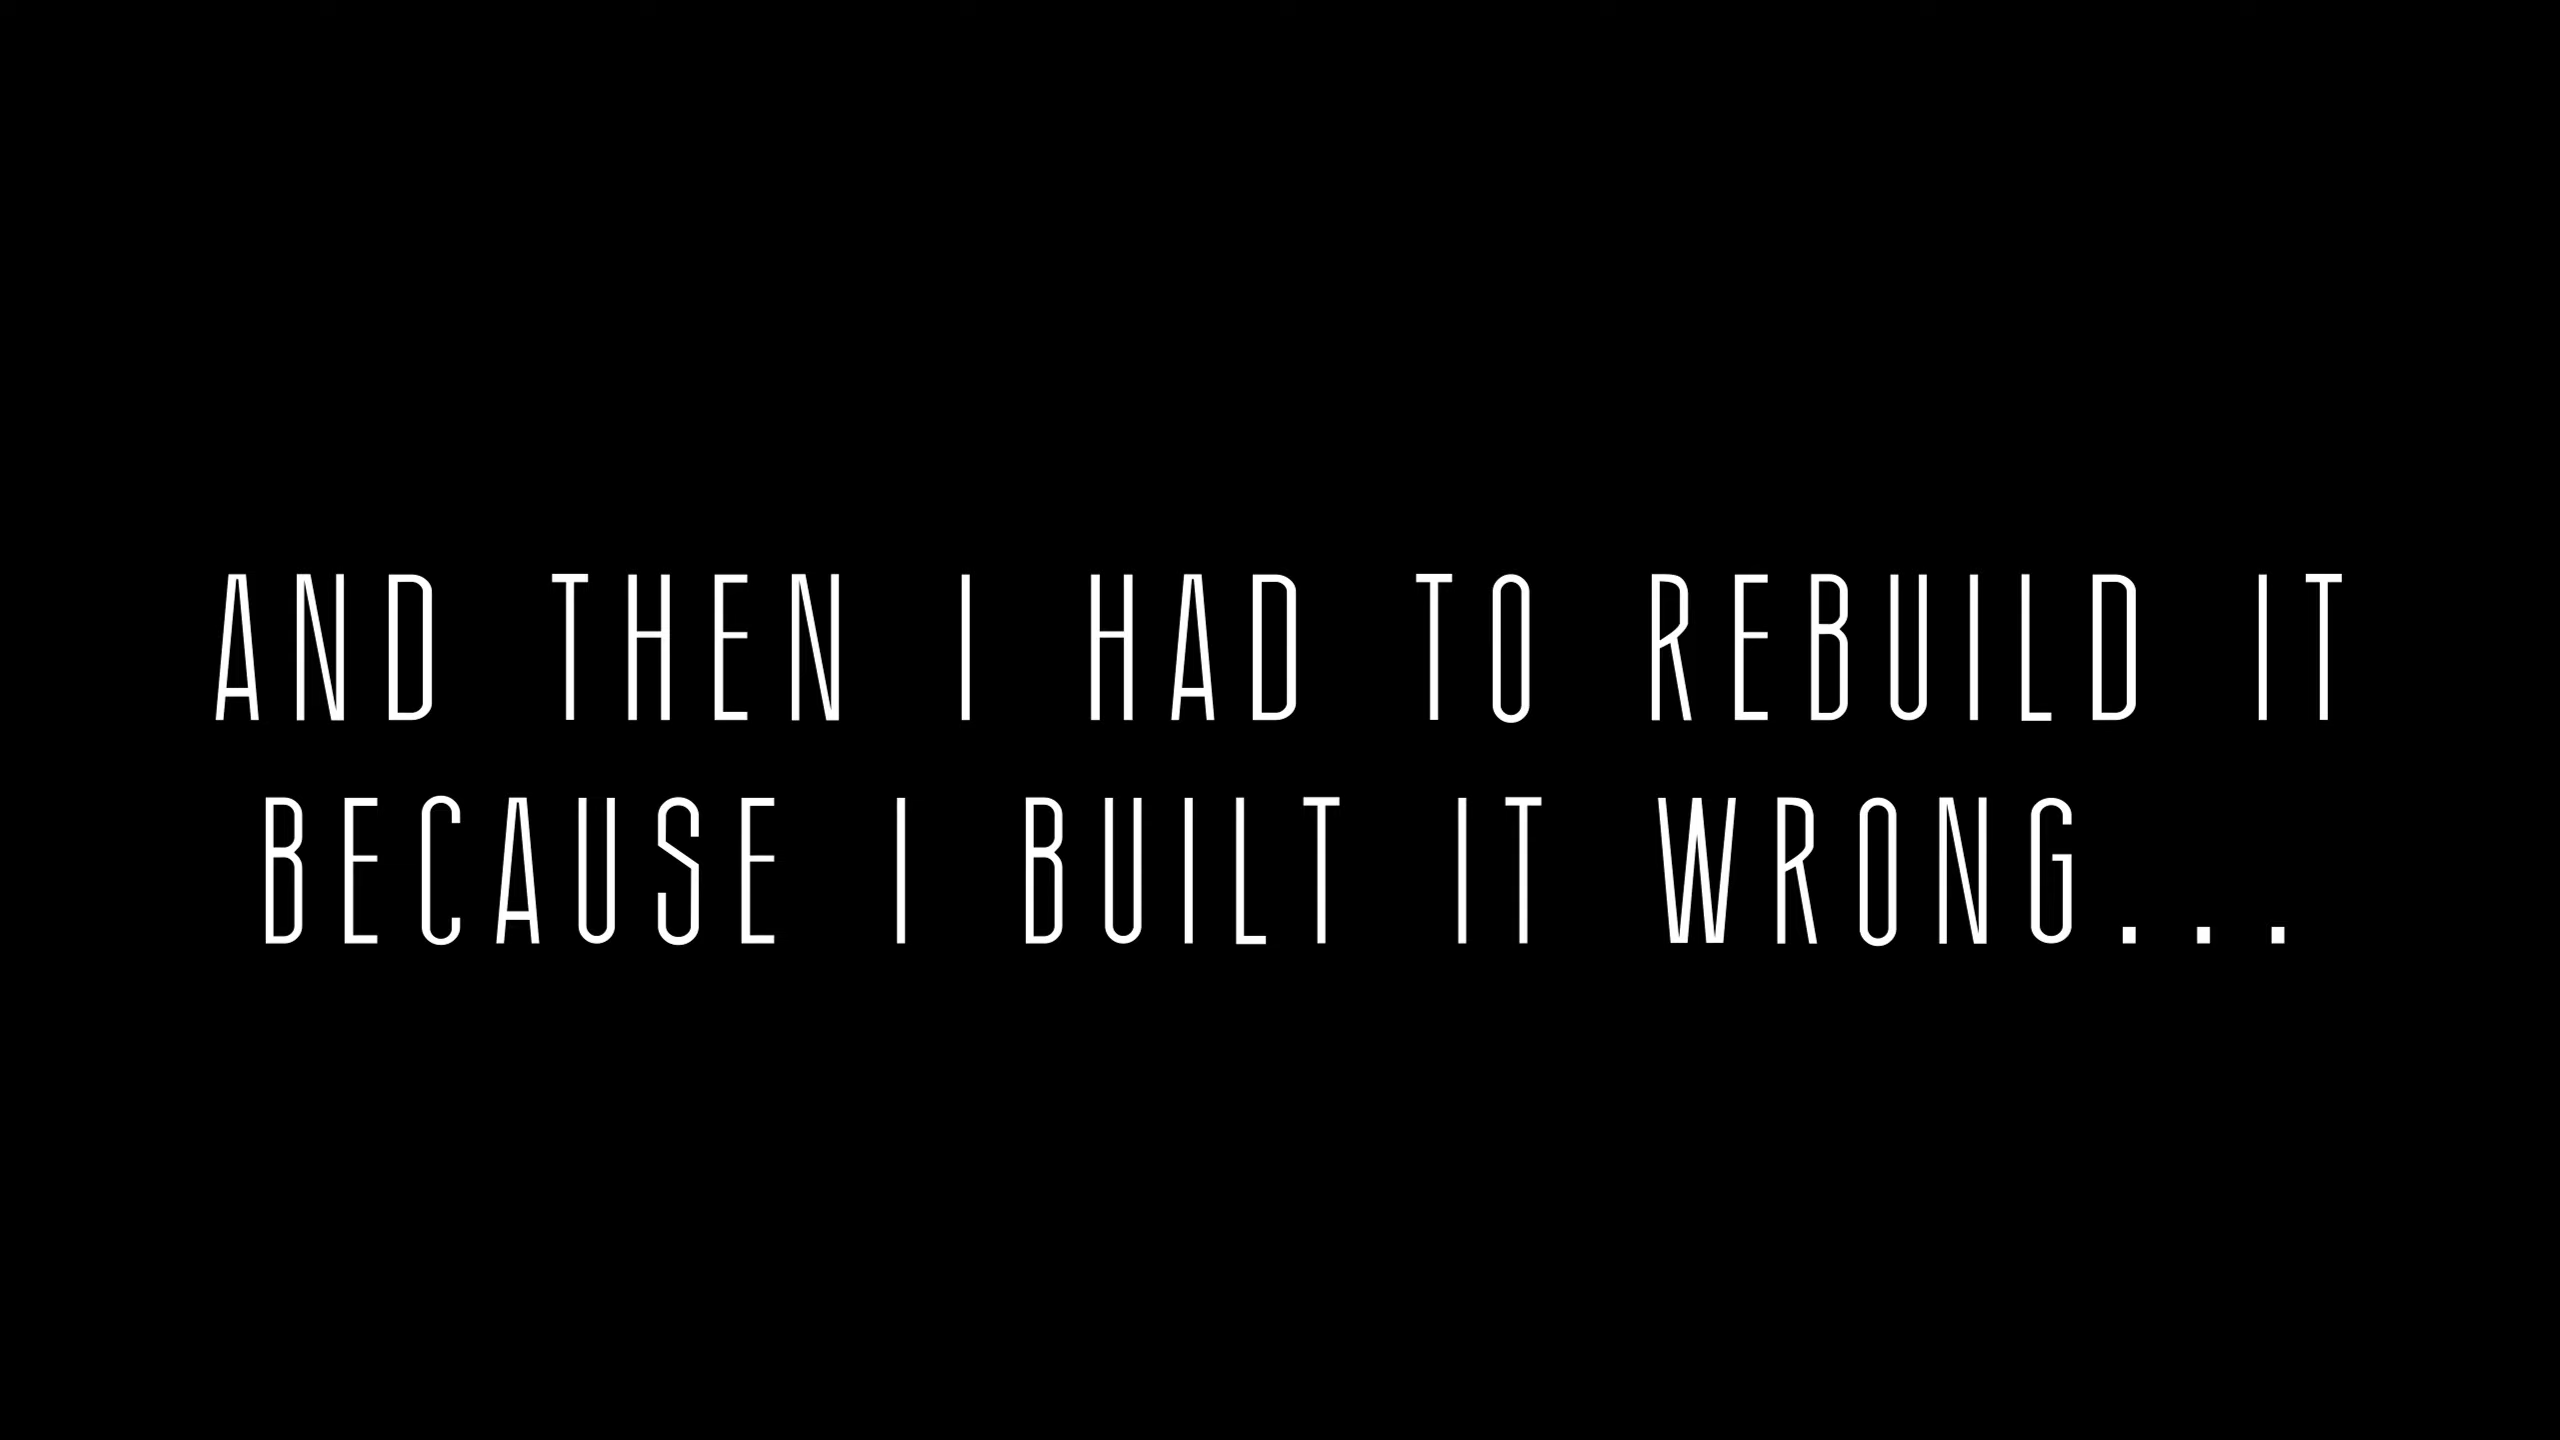 AND THEN I HAD TO REBUILD IT
BECAUSE I BUILT IT WRONG...